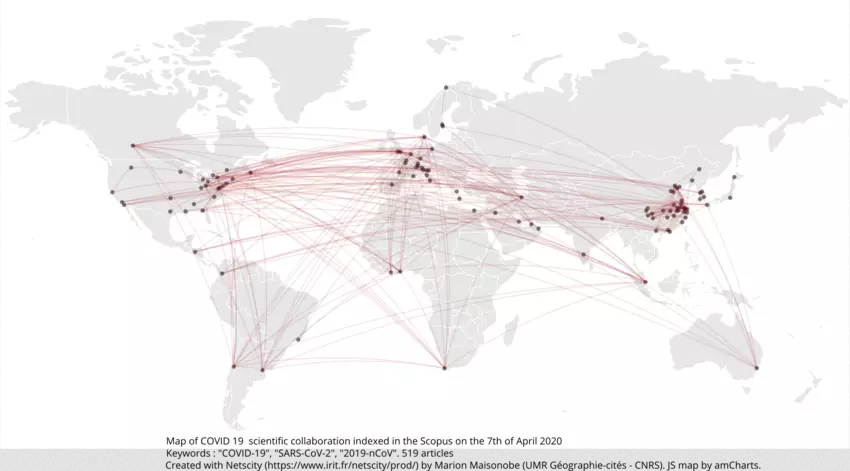 Map of COVID 19 scientific collaboration indexed in the Scopus on the 7th of April 2020
Keywords : "COVID-19", "SARS-CoV-2", "2019-nCoV". 519 articles
Created with Netscity (https://www.irit.fr/netscity/prod/) by Marion Maisonobe (UMR Géographie-cités - CNRS). JS map by amCharts.